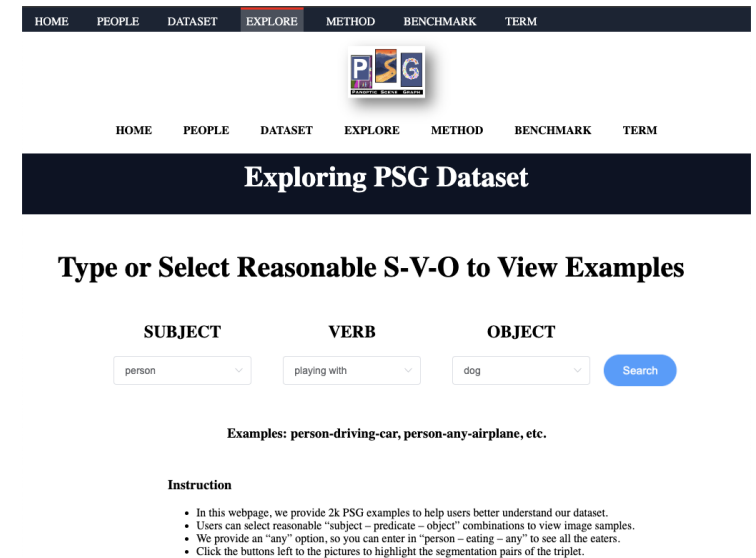 HOME PEOPLE DATASET EXPLORE METHOD BENCHMARK TERM
PSG
PANOPTIC SCENE GRAPH
HOME PEOPLE DATASET EXPLORE METHOD BENCHMARK TERM
Exploring PSG Dataset
Type or Select Reasonable S-V-O to View Examples
SUBJECT VERB OBJECT
person playing with dog Search
Examples: person-driving-car, person-any-airplane, etc.
Instruction
• In this webpage, we provide 2k PSG examples to help users better understand our dataset.
• Users can select reasonable “subject – predicate – object” combinations to view image samples.
• We provide an “any” option, so you can enter in “person – eating – any” to see all the eaters.
• Click the buttons left to the pictures to highlight the segmentation pairs of the triplet.